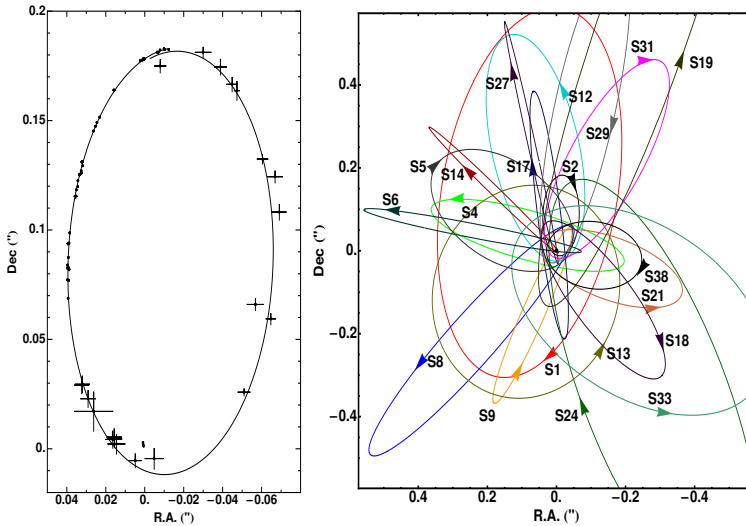 0.2
0.15
0.1
0.05
0.
Dec (")
0.04 0.02 0. −0.02 −0.04 −0.06
R.A. (")
0.4
0.2
0.
−0.2
−0.4
Dec (")
0.4 0.2 0. −0.2 −0.4
R.A. (")
S31
S19
S27
S12
S29
S5
S14
S17
S2
S6
S4
S38
S21
S18
S8
S1
S13
S9
S24
S33